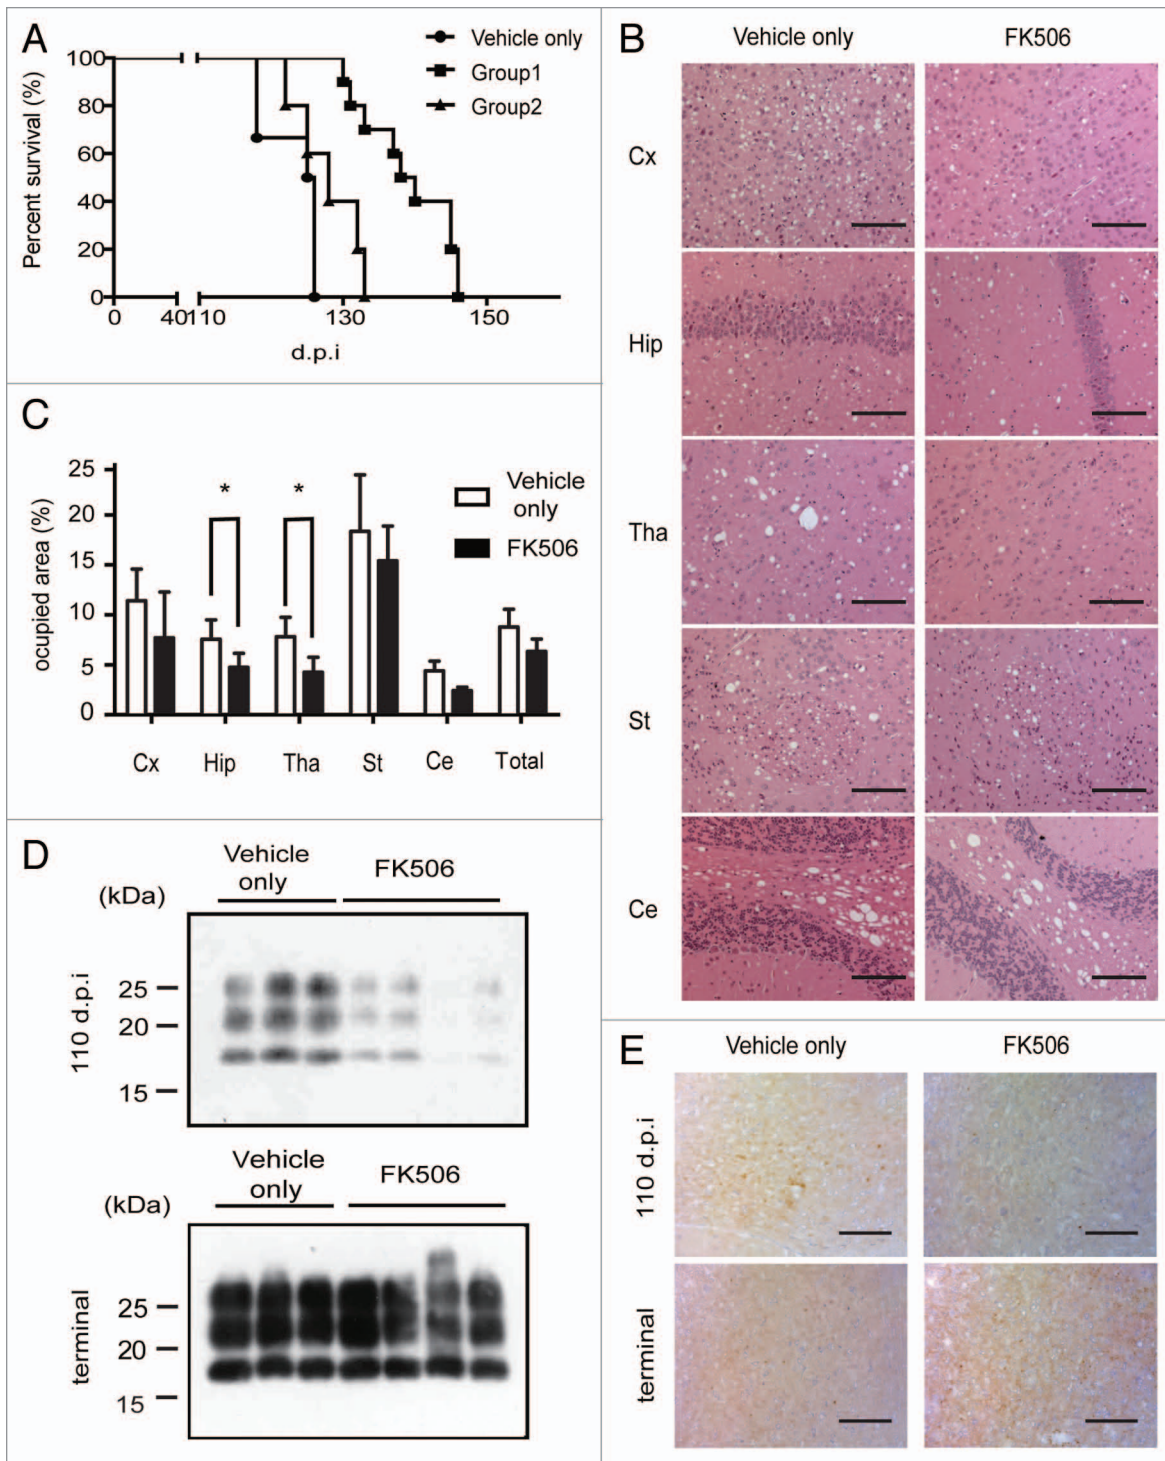 A
Vehicle only
Group1
Group2
Percent survival (%)
100
80
60
40
20
0
0
40
110
130
150
d.p.i
B
Vehicle only
FK506
Cx
Hip
Tha
St
Ce
C
ocupied area (%)
25
20
15
10
5
0
*
*
Vehicle
only
FK506
Cx
Hip
Tha
St
Ce
Total
D
Vehicle
only
FK506
(kDa)
110 d.p.i
25
20
15
Vehicle
only
FK506
(kDa)
terminal
25
20
15
E
Vehicle only
FK506
110 d.p.i
terminal